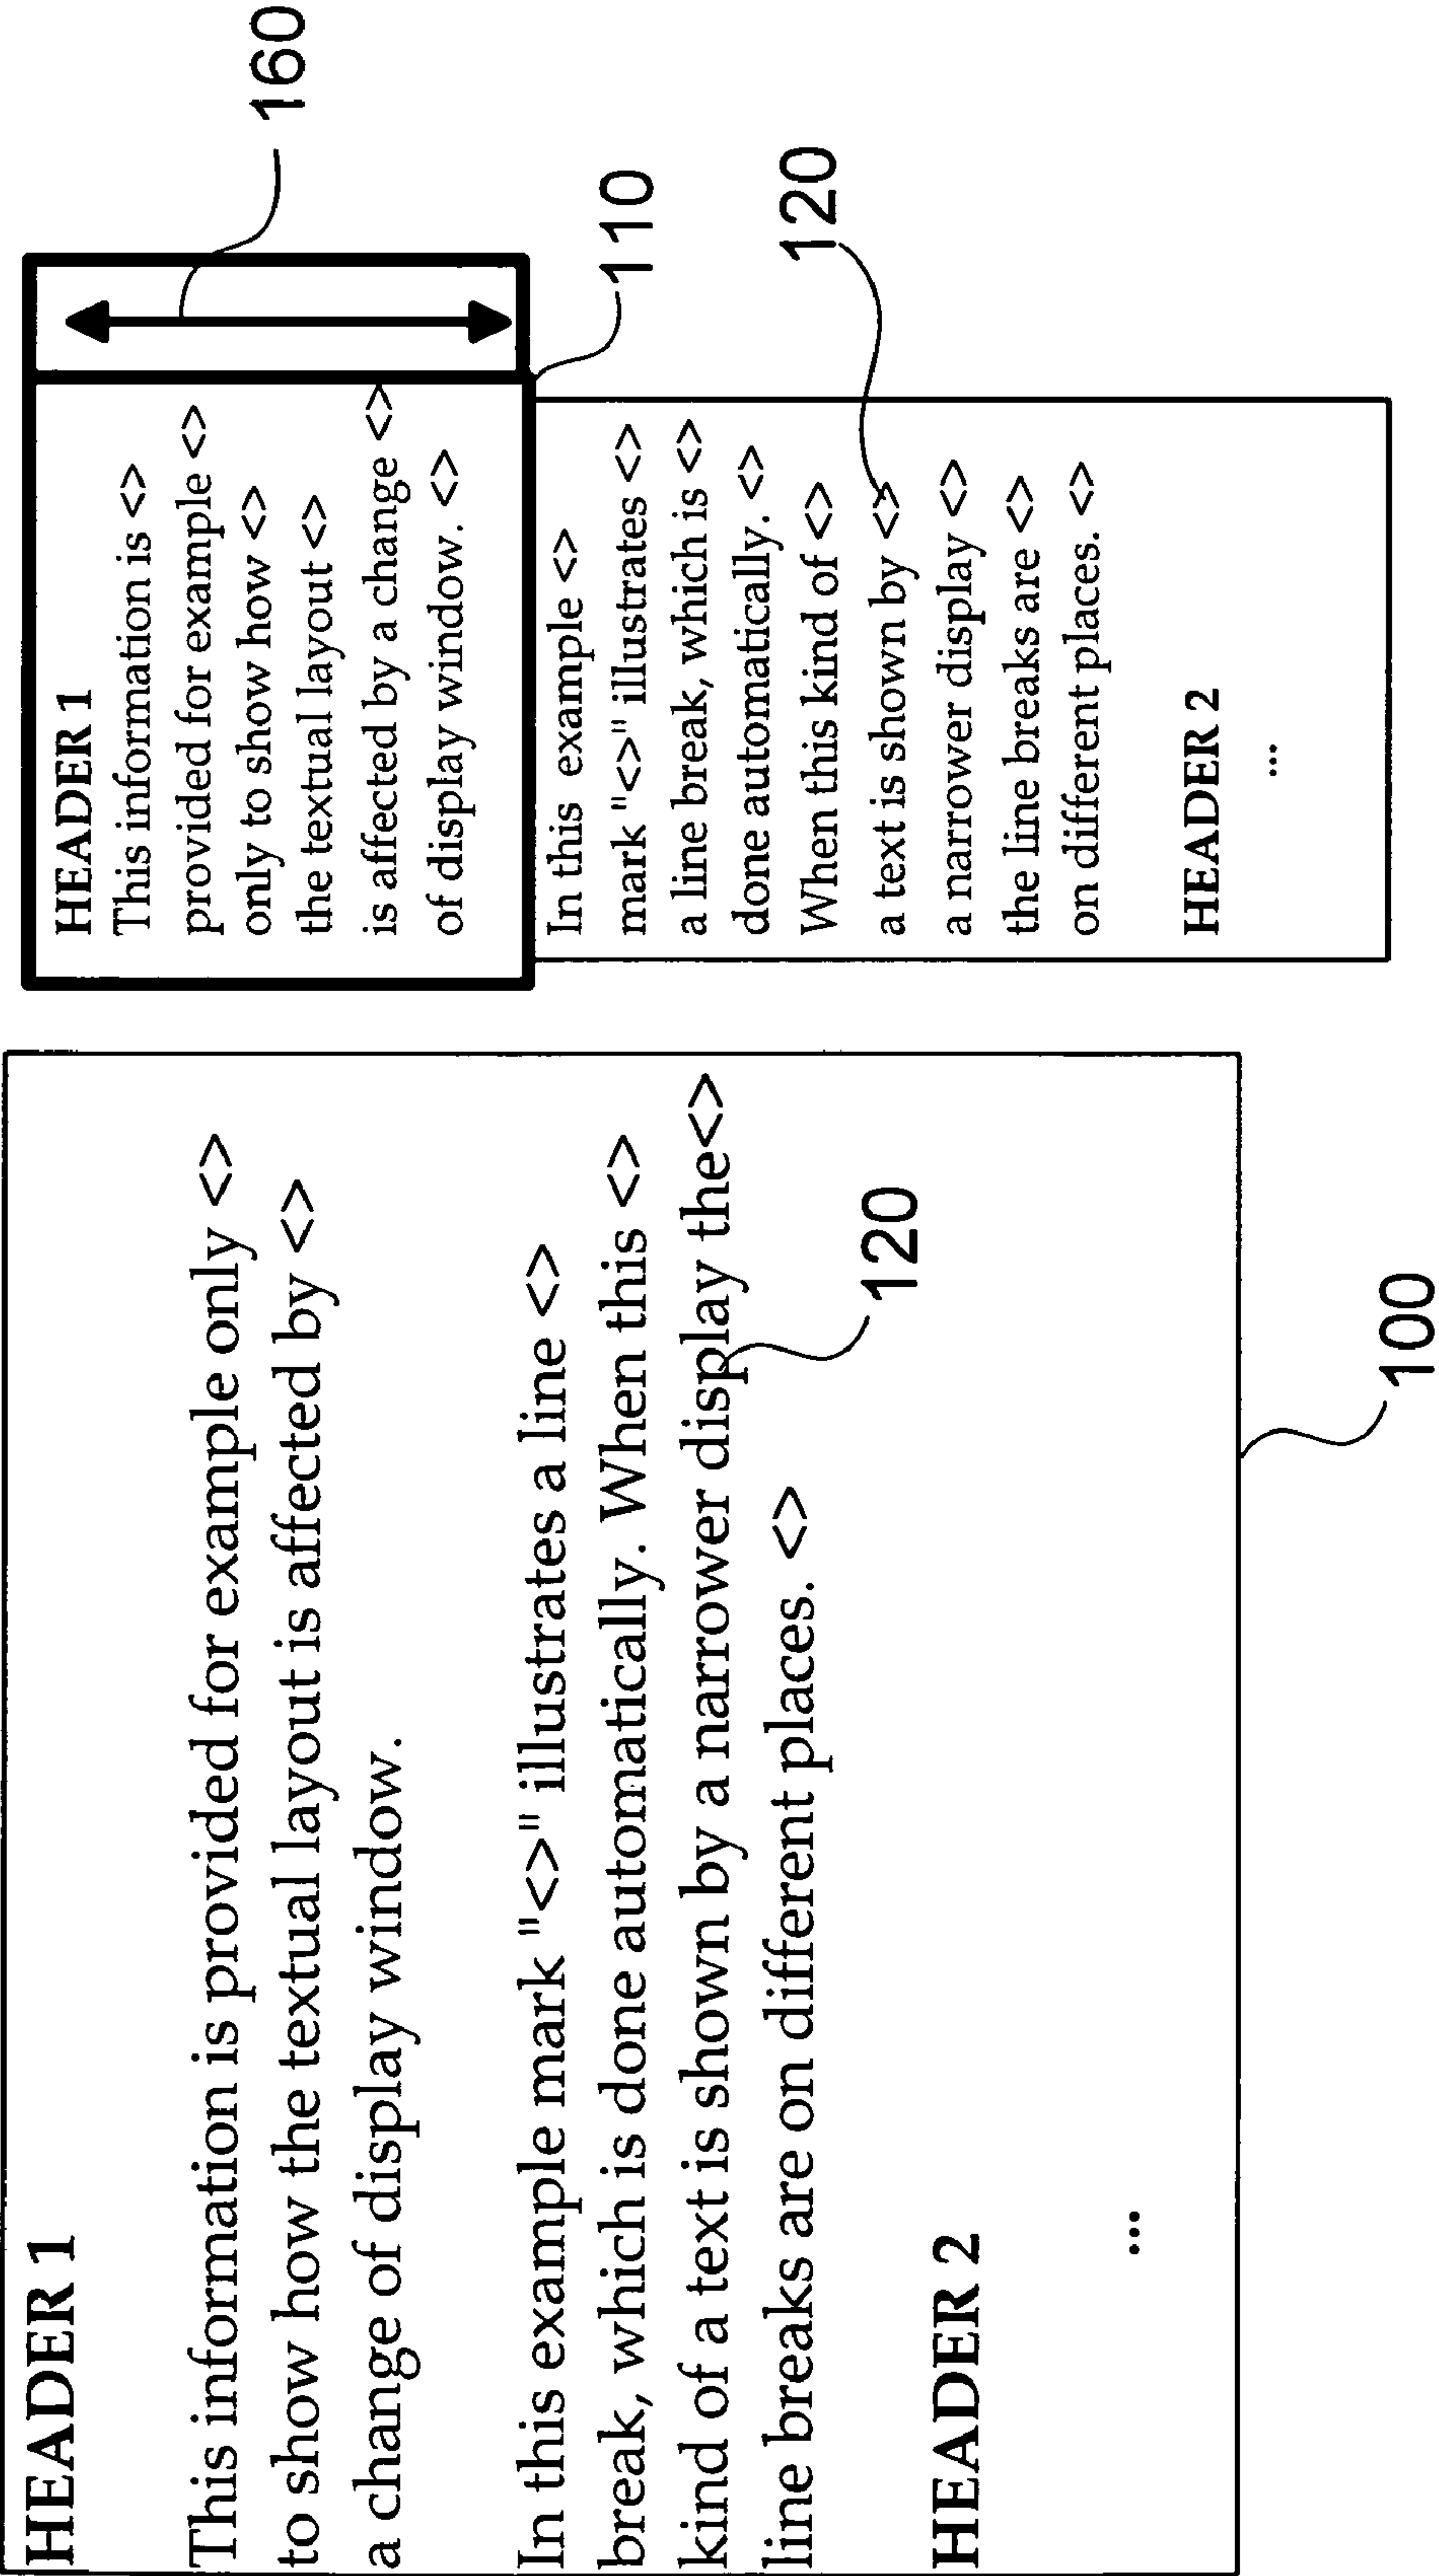 HEADER 1
This information is provided for example only <>
to show how the textual layout is affected by <>
a change of display window.
In this example mark "<>" illustrates a line <>
break, which is done automatically. When this <>
kind of a text is shown by a narrower display the<>
line breaks are on different places. <>
HEADER 2
...
120
100
HEADER 1
This information is <>
provided for example <>
only to show how <>
the textual layout <>
is affected by a change <>
of display window. <>
In this example <>
mark "<>" illustrates <>
a line break, which is <>
done automatically. <>
When this kind of <>
a text is shown by <>
a narrower display <>
the line breaks are <>
on different places. <>
HEADER 2
...
160
110
120